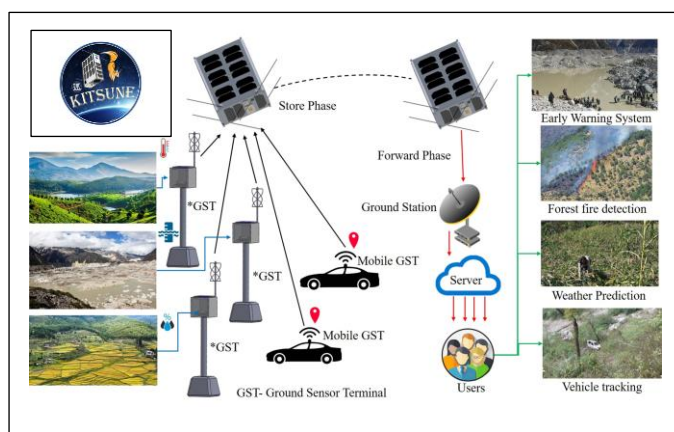 KITSUNE
Store Phase
Forward Phase
Ground Station
Server
Users
*GST
*GST
*GST
Mobile GST
Mobile GST
GST- Ground Sensor Terminal
Early Warning System
Forest fire detection
Weather Prediction
Vehicle tracking